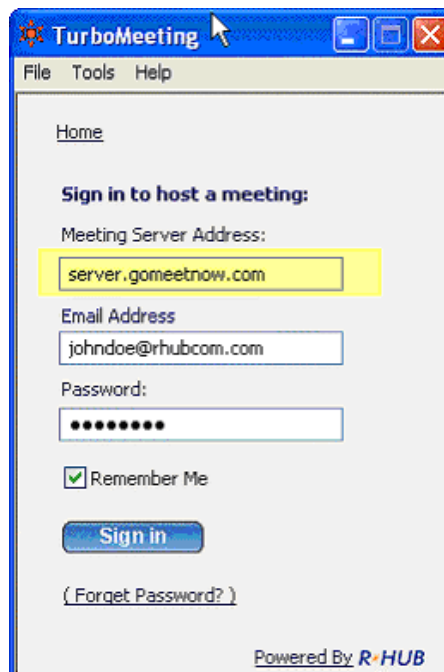 TurboMeeting
File Tools Help
Home
Sign in to host a meeting:
Meeting Server Address:
server.gomeetnow.com
Email Address
johndoe@rhubcom.com
Password:
●●●●●●●●
Remember Me
Sign in
( Forget Password? )
Powered By R-HUB